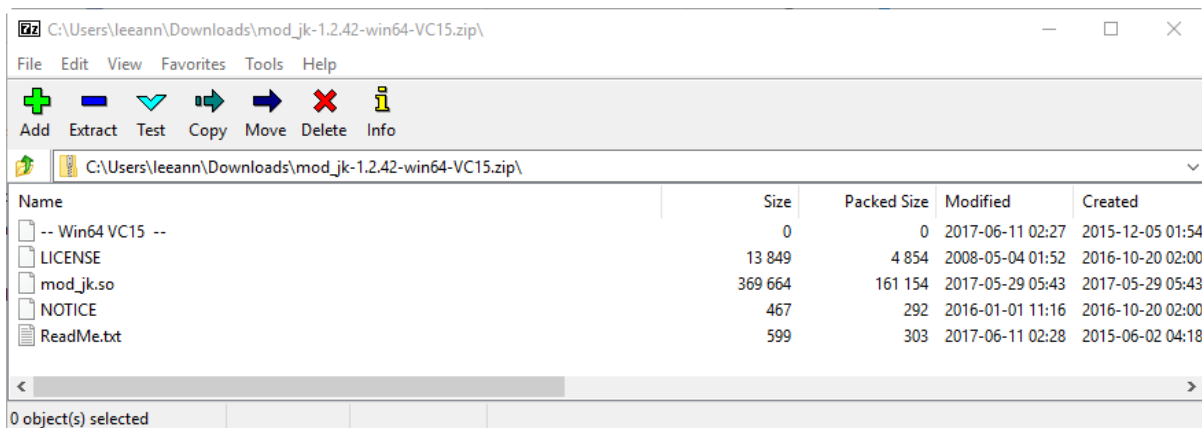 7z C:\Users\leeann\Downloads\mod_jk-1.2.42-win64-VC15.zip\
File Edit View Favorites Tools Help
Add Extract Test Copy Move Delete Info
C:\Users\leeann\Downloads\mod_jk-1.2.42-win64-VC15.zip\
Name Size Packed Size Modified Created
-- Win64 VC15 -- 0 0 2017-06-11 02:27 2015-12-05 01:54
LICENSE 13 849 4 854 2008-05-04 01:52 2016-10-20 02:00
mod_jk.so 369 664 161 154 2017-05-29 05:43 2017-05-29 05:43
NOTICE 467 292 2016-01-01 11:16 2016-10-20 02:00
ReadMe.txt 599 303 2017-06-11 02:28 2015-06-02 04:18
0 object(s) selected